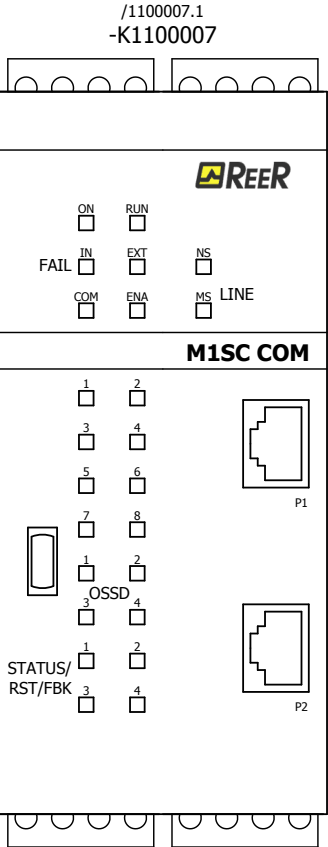 /1100007.1
-K1100007
REER
ON RUN
FAIL IN EXT NS
COM ENA MS LINE
M1SC COM
1 2
3 4
5 6
P1
7 8
1 2
OSSD
3 4
1 2
STATUS/
RST/FBK 3 4
P2